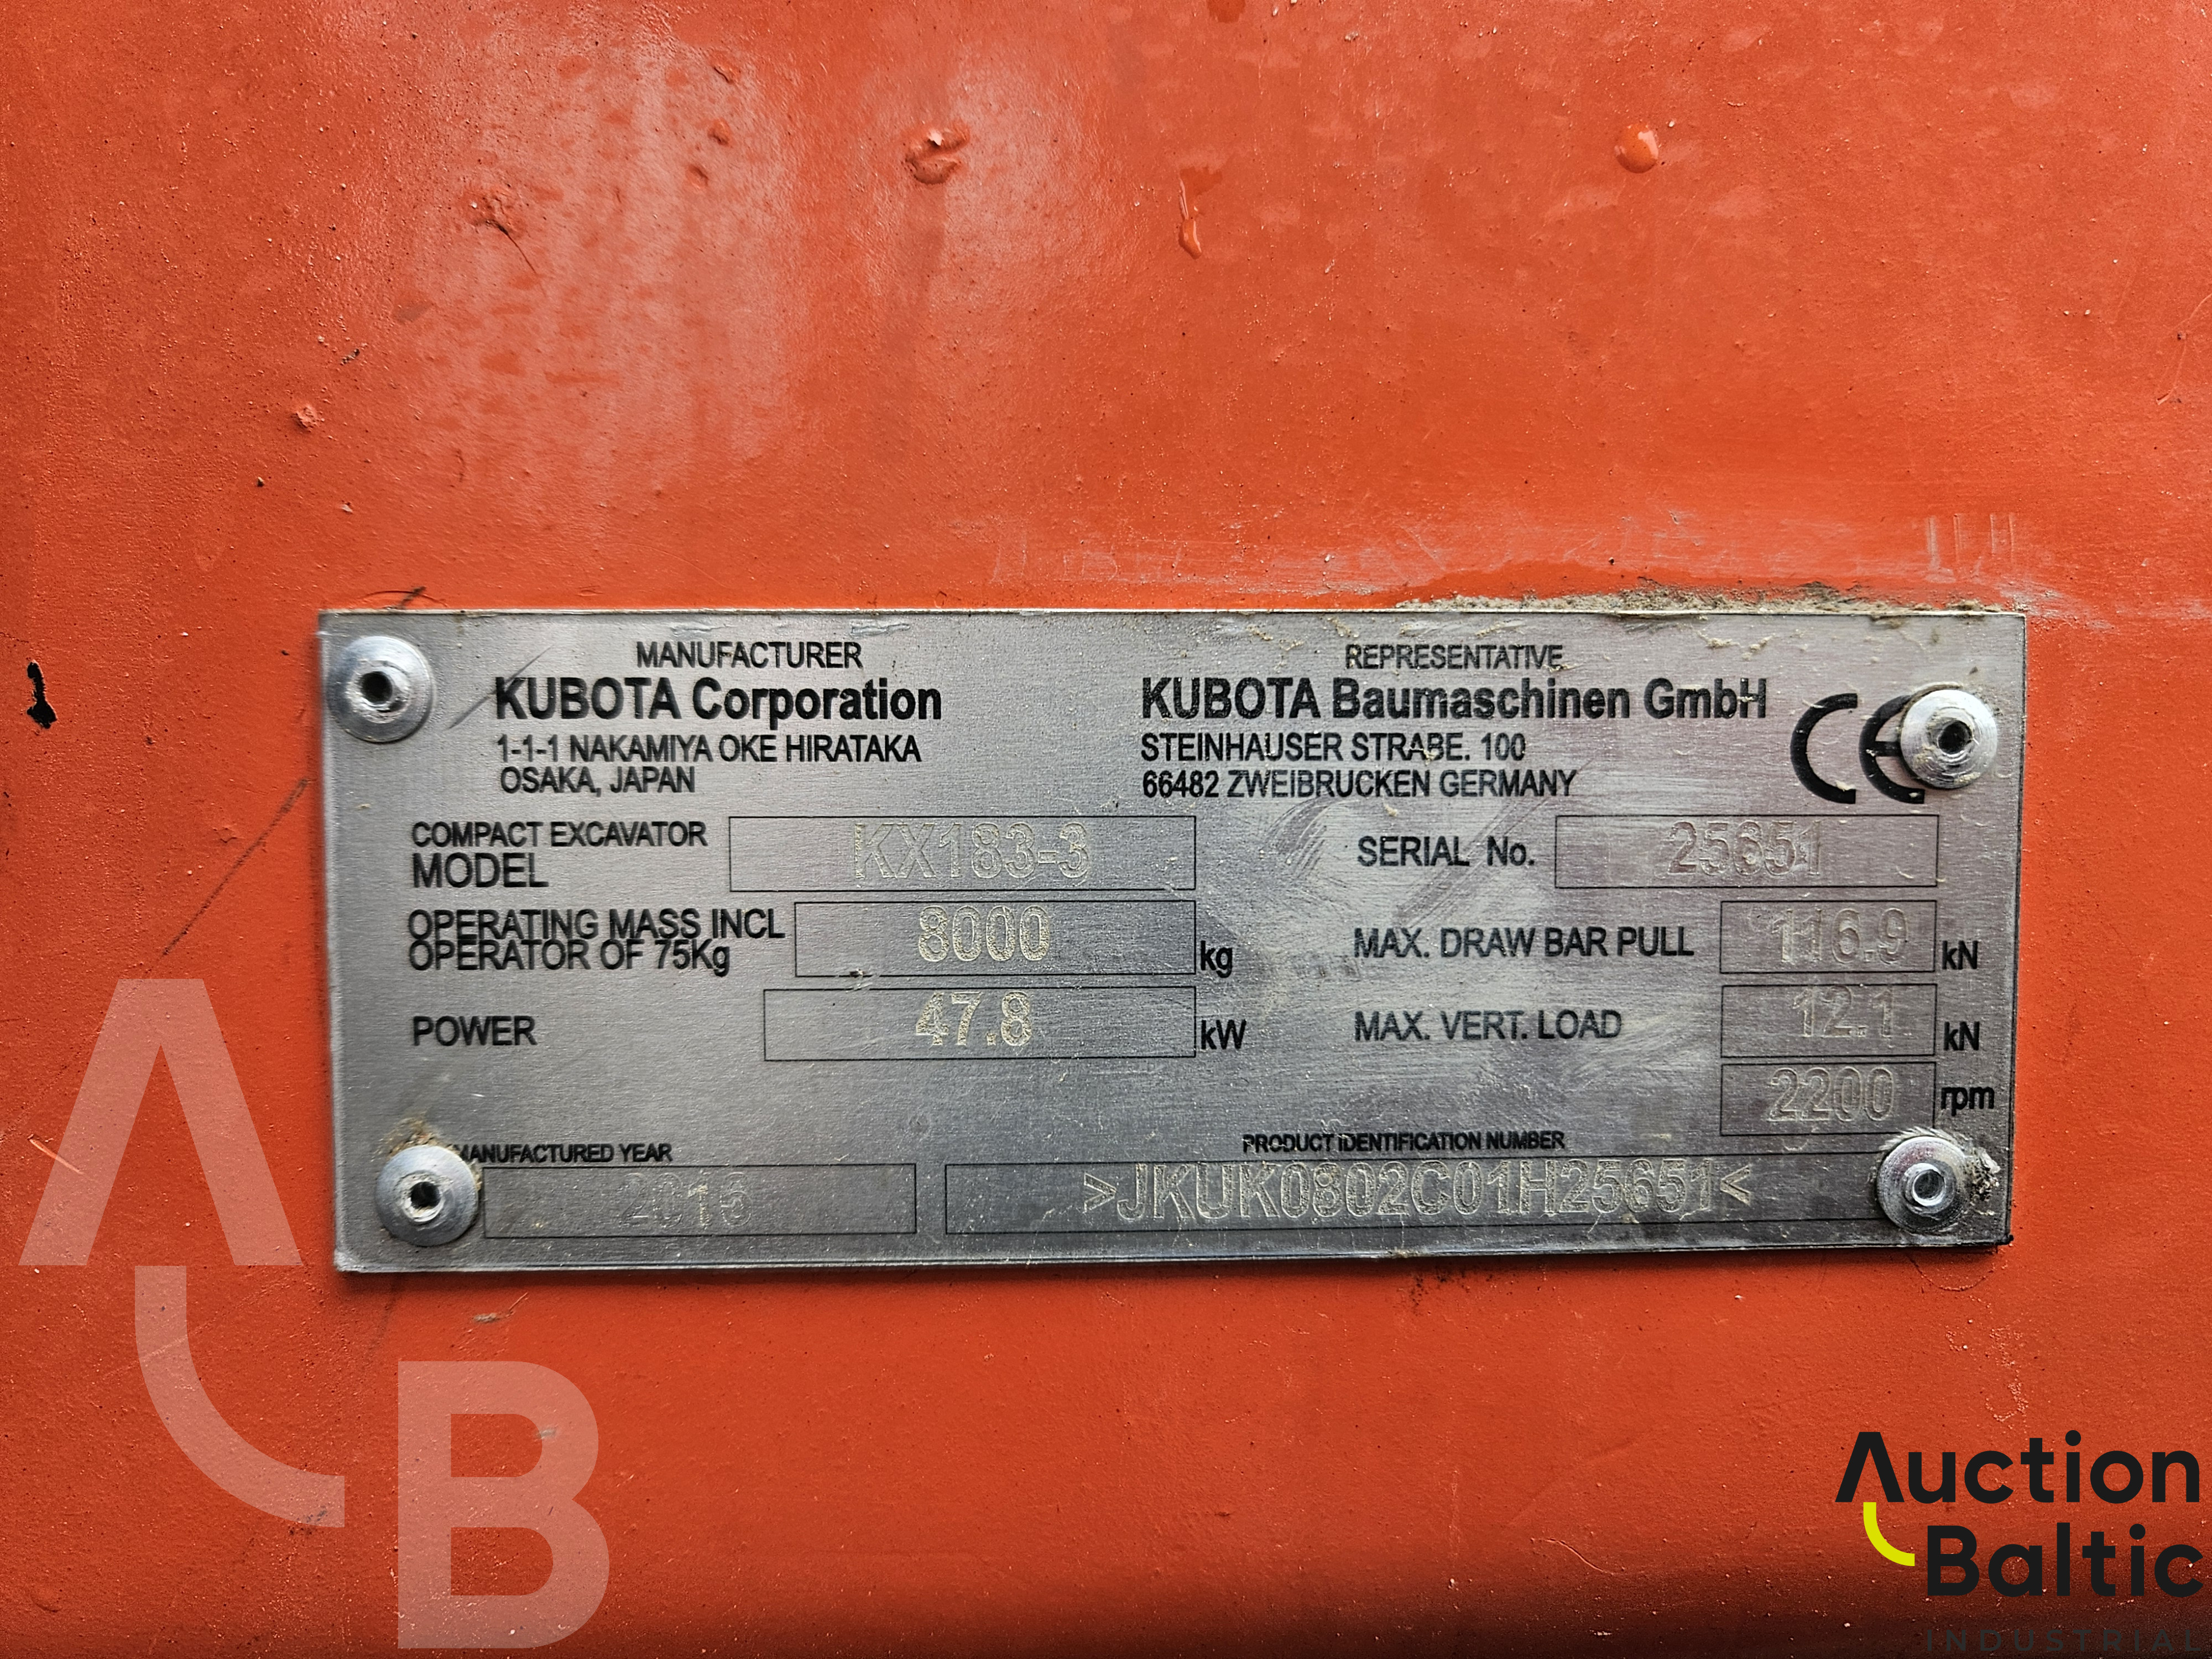 MANUFACTURER
KUBOTA Corporation
1-1-1 NAKAMIYA OKE HIRATAKA
OSAKA, JAPAN
REPRESENTATIVE
KUBOTA Baumaschinen GmbH
STEINHAUSER STRABE. 100
66482 ZWEIBRUCKEN GERMANY
CE
COMPACT EXCAVATOR
MODEL KX183-3
SERIAL No. 25651
OPERATING MASS INCL
OPERATOR OF 75Kg 8000 kg
MAX. DRAW BAR PULL 116.9 kN
POWER 47.8 kW
MAX. VERT. LOAD 12.1 kN
2200 rpm
MANUFACTURED YEAR
2016
PRODUCT IDENTIFICATION NUMBER
>JKUK0802C01H25651<
AB
Auction
Baltic
INDUSTRIAL